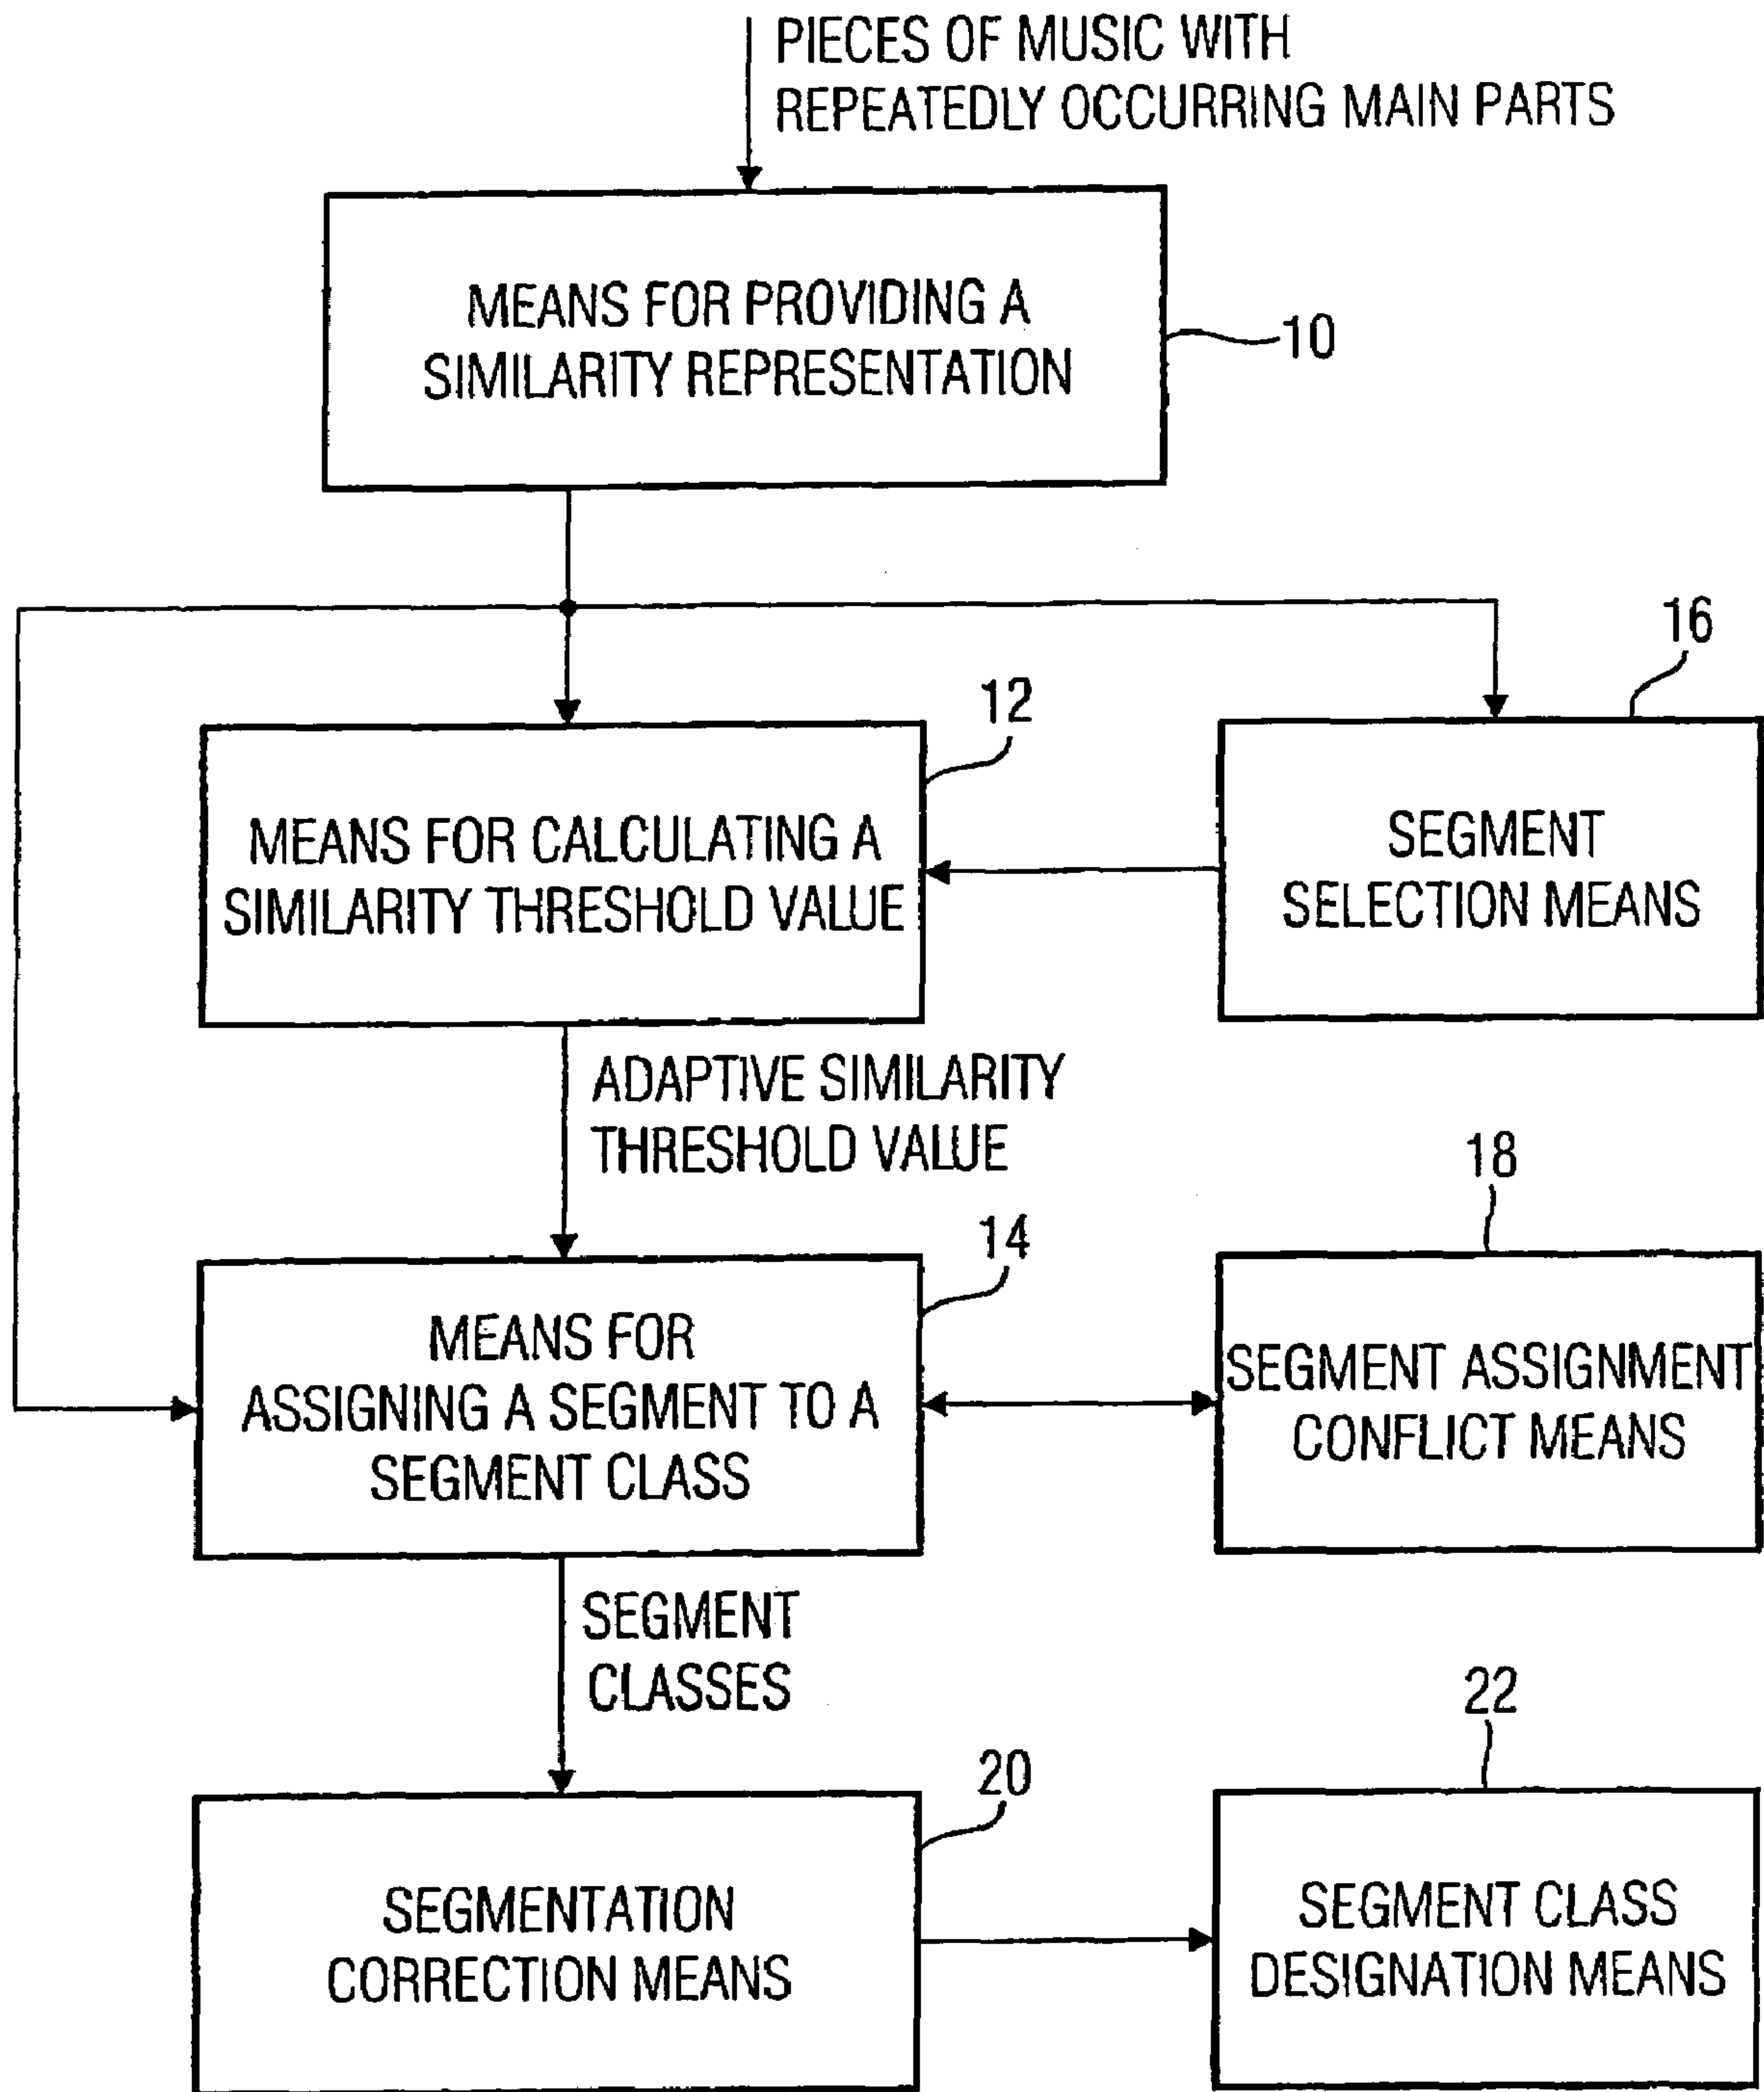 PIECES OF MUSIC WITH
REPEATEDLY OCCURRING MAIN PARTS
MEANS FOR PROVIDING A
SIMILARITY REPRESENTATION
10
16
12
MEANS FOR CALCULATING A
SIMILARITY THRESHOLD VALUE
SEGMENT
SELECTION MEANS
ADAPTIVE SIMILARITY
THRESHOLD VALUE
18
14
MEANS FOR
ASSIGNING A SEGMENT TO A
SEGMENT CLASS
SEGMENT ASSIGNMENT
CONFLICT MEANS
SEGMENT
CLASSES
22
20
SEGMENTATION
CORRECTION MEANS
SEGMENT CLASS
DESIGNATION MEANS